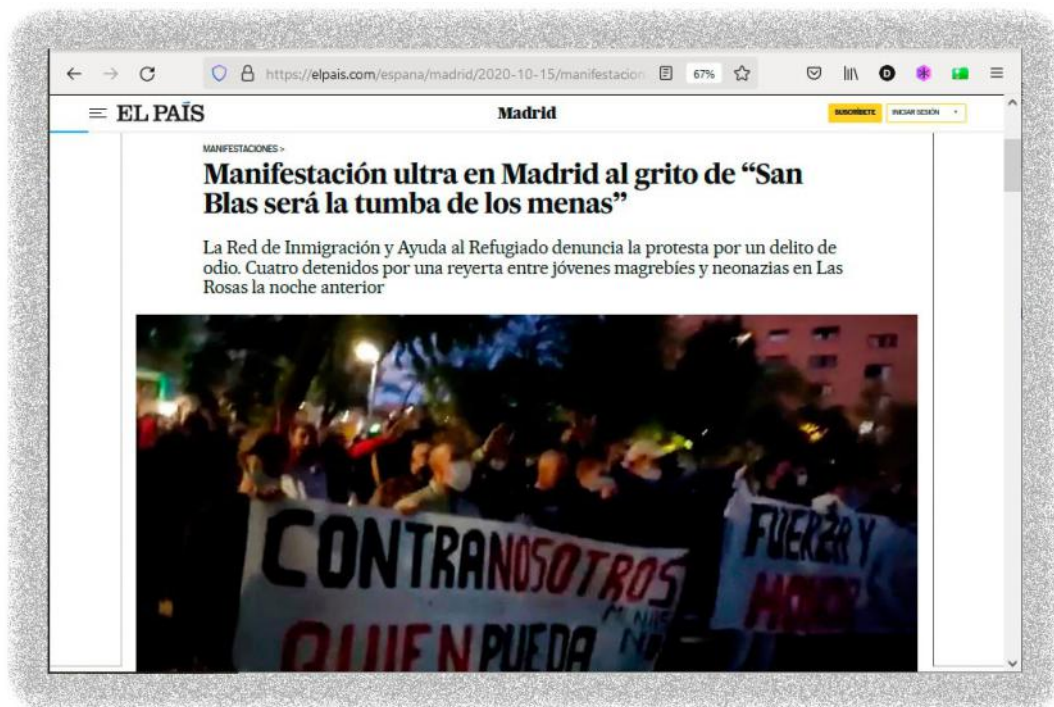 https://elpais.com/espana/madrid/2020-10-15/manifestacion 67%
EL PAÍS Madrid SUSCRÍBETE INICIAR SESIÓN
MANIFESTACIONES >
Manifestación ultra en Madrid al grito de “San
Blas será la tumba de los menas”
La Red de Inmigración y Ayuda al Refugiado denuncia la protesta por un delito de
odio. Cuatro detenidos por una reyerta entre jóvenes magrebíes y neonazias en Las
Rosas la noche anterior
CONTRANOSOTROS
QUIEN PUEDA
FUERZA Y
HONOR